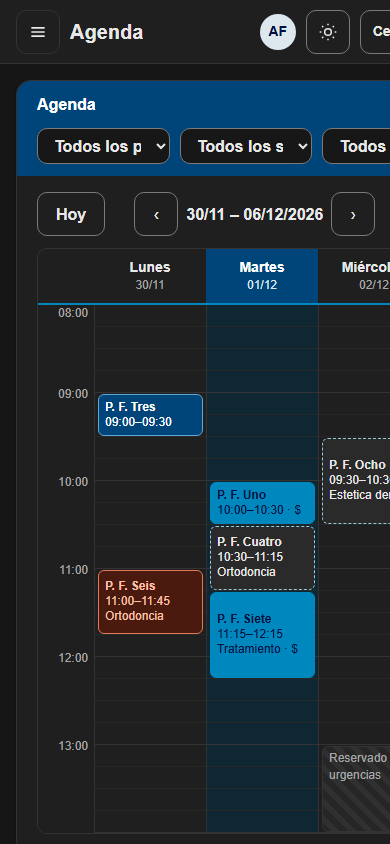 Agenda
AF
Ce
Agenda
Todos los p
Todos los s
Todos
Hoy
‹
30/11 – 06/12/2026
›
Lunes
30/11
Martes
01/12
Miércol
02/12
08:00
09:00
P. F. Tres
09:00–09:30
P. F. Ocho
09:30–10:3
Estetica der
10:00
P. F. Uno
10:00–10:30 · $
P. F. Cuatro
10:30–11:15
Ortodoncia
11:00
P. F. Seis
11:00–11:45
Ortodoncia
P. F. Siete
11:15–12:15
Tratamiento · $
12:00
13:00
Reservado
urgencias